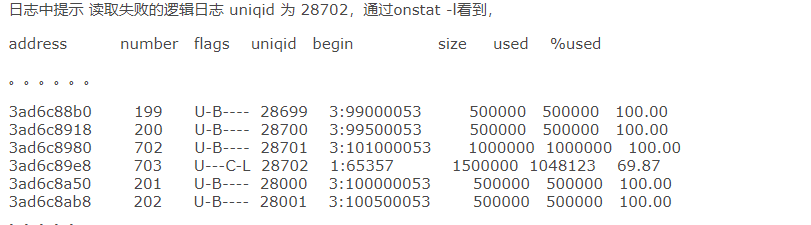 日志中提示 读取失败的逻辑日志 uniqid 为 28702，通过onstat -l看到，
address number flags uniqid begin size used %used
。。。。。。
3ad6c88b0 199 U-B---- 28699 3:99000053 500000 500000 100.00
3ad6c8918 200 U-B---- 28700 3:99500053 500000 500000 100.00
3ad6c8980 702 U-B---- 28701 3:101000053 1000000 1000000 100.00
3ad6c89e8 703 U---C-L 28702 1:65357 1500000 1048123 69.87
3ad6c8a50 201 U-B---- 28000 3:100000053 500000 500000 100.00
3ad6c8ab8 202 U-B---- 28001 3:100500053 500000 500000 100.00